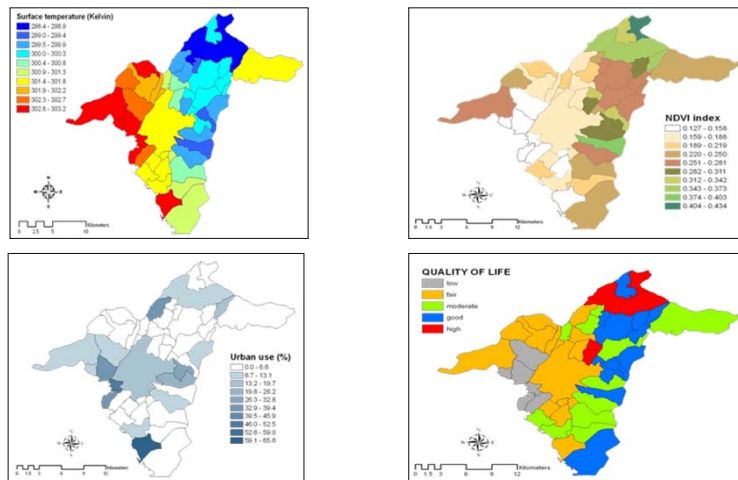 Surface temperature (Kelvin)
298.4 - 298.9
299.0 - 299.4
299.5 - 299.9
300.0 - 300.3
300.4 - 300.8
300.9 - 301.3
301.4 - 301.8
301.9 - 302.2
302.3 - 302.7
302.8 - 303.2
N
W
E
S
Kilometers
0 2.5 5 10
NDVI index
0.127 - 0.158
0.159 - 0.188
0.189 - 0.219
0.220 - 0.250
0.251 - 0.281
0.282 - 0.311
0.312 - 0.342
0.343 - 0.373
0.374 - 0.403
0.404 - 0.434
Kilometers
0 1.5 3 6 9 12
Urban use (%)
0.0 - 6.6
6.7 - 13.1
13.2 - 19.7
19.8 - 26.2
26.3 - 32.8
32.9 - 39.4
39.5 - 45.9
46.0 - 52.5
52.6 - 59.0
59.1 - 65.6
Kilometers
0 1.5 3 6 9 12
QUALITY OF LIFE
low
fair
moderate
good
high
Kilometers
0 1.5 3 6 9 12